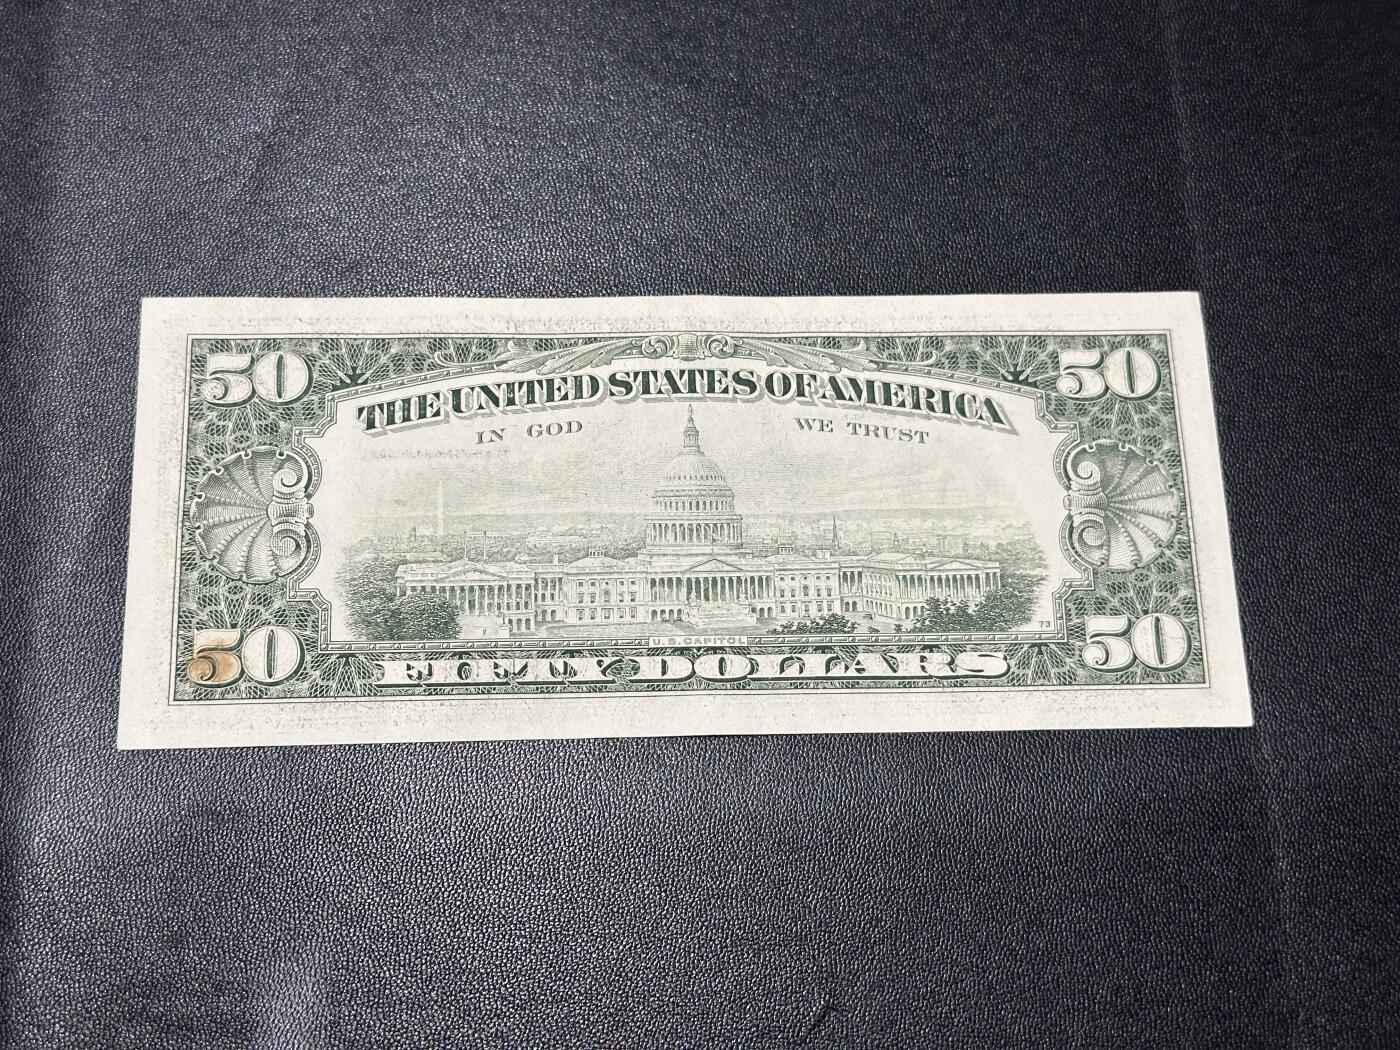 50 50
THE UNITED STATES OF AMERICA
IN GOD WE TRUST
73
U.S. CAPITOL
50 FIFTY DOLLARS 50